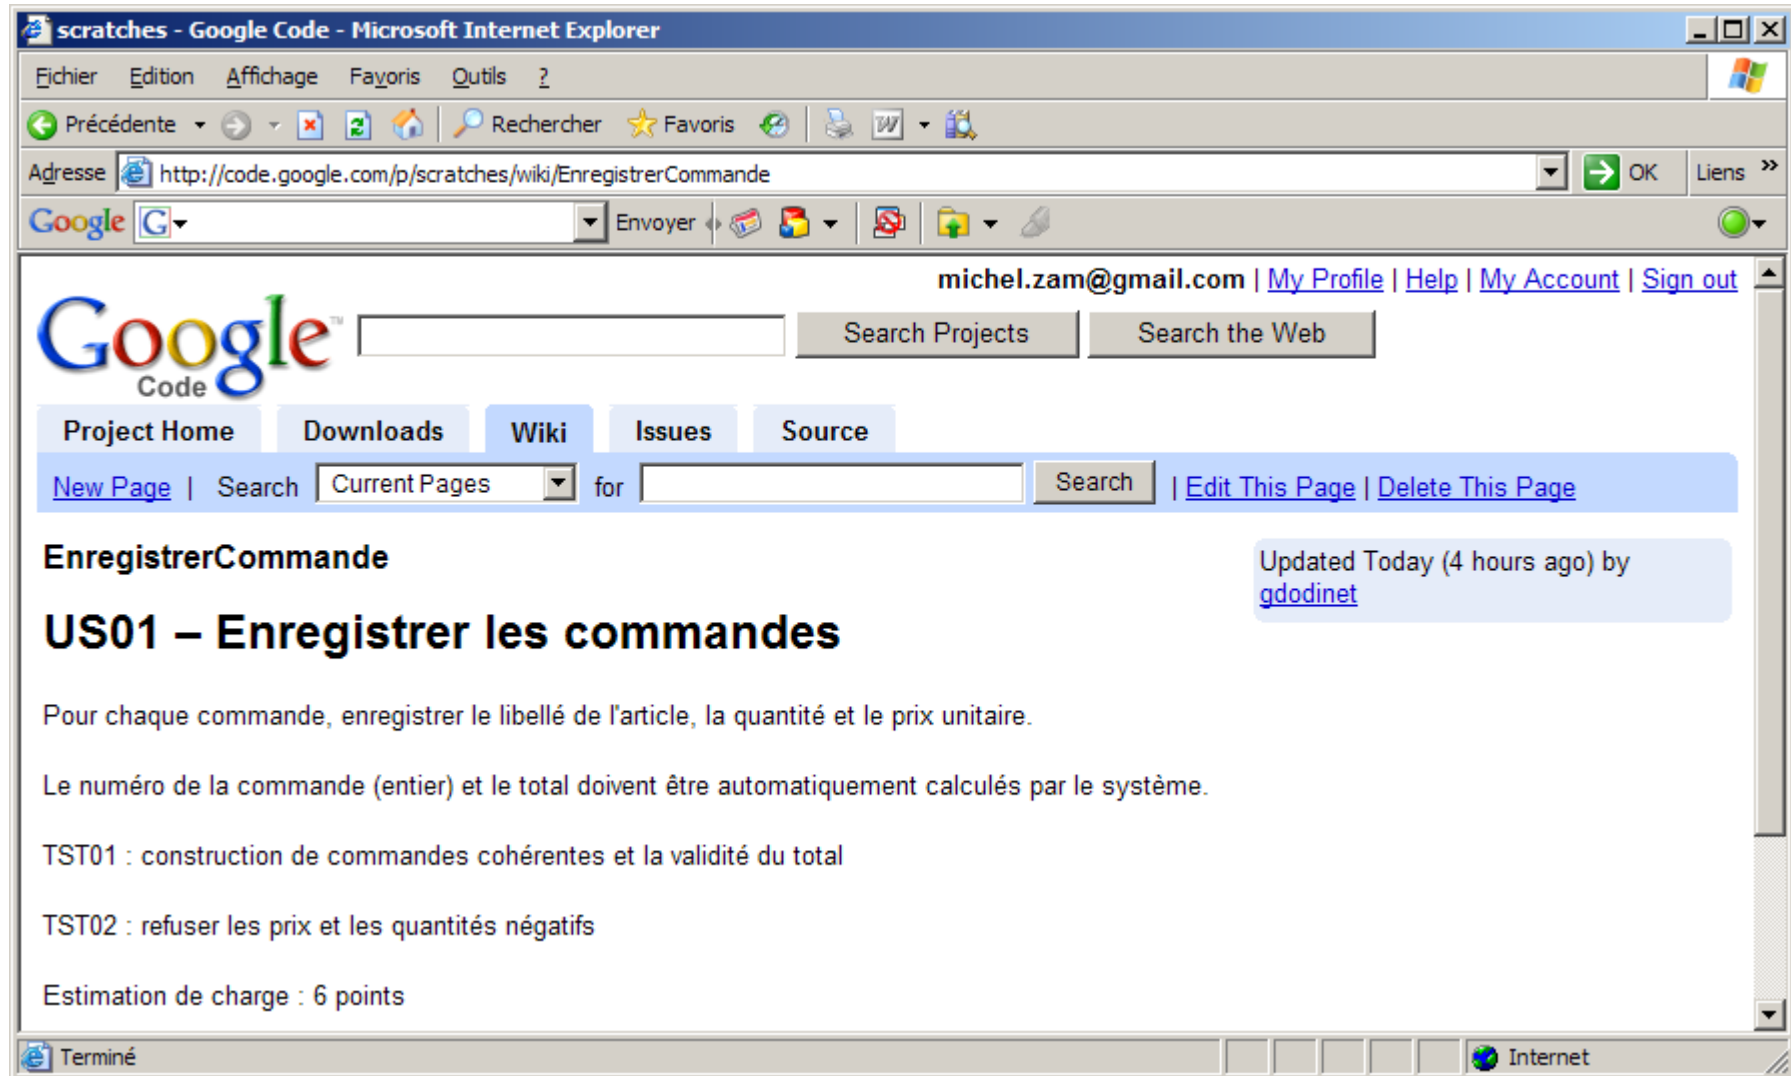 scratches - Google Code - Microsoft Internet Explorer
Fichier Edition Affichage Favoris Outils ?
Précédente Rechercher Favoris
Adresse http://code.google.com/p/scratches/wiki/EnregistrerCommande OK Liens »
Google G Envoyer
michel.zam@gmail.com | My Profile | Help | My Account | Sign out
Google™ Code Search Projects Search the Web
Project Home Downloads Wiki Issues Source
New Page | Search Current Pages for Search | Edit This Page | Delete This Page
EnregistrerCommande
Updated Today (4 hours ago) by
gdodinet
US01 – Enregistrer les commandes
Pour chaque commande, enregistrer le libellé de l'article, la quantité et le prix unitaire.
Le numéro de la commande (entier) et le total doivent être automatiquement calculés par le système.
TST01 : construction de commandes cohérentes et la validité du total
TST02 : refuser les prix et les quantités négatifs
Estimation de charge : 6 points
Terminé Internet